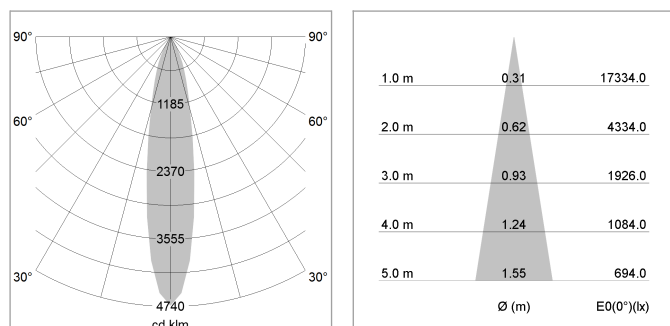 90° 90°
1185
60° 60°
2370
3555
30° 30°
4740
cd klm
1.0 m 0.31 17334.0
2.0 m 0.62 4334.0
3.0 m 0.93 1926.0
4.0 m 1.24 1084.0
5.0 m 1.55 694.0
Ø (m) E0(0°)(lx)